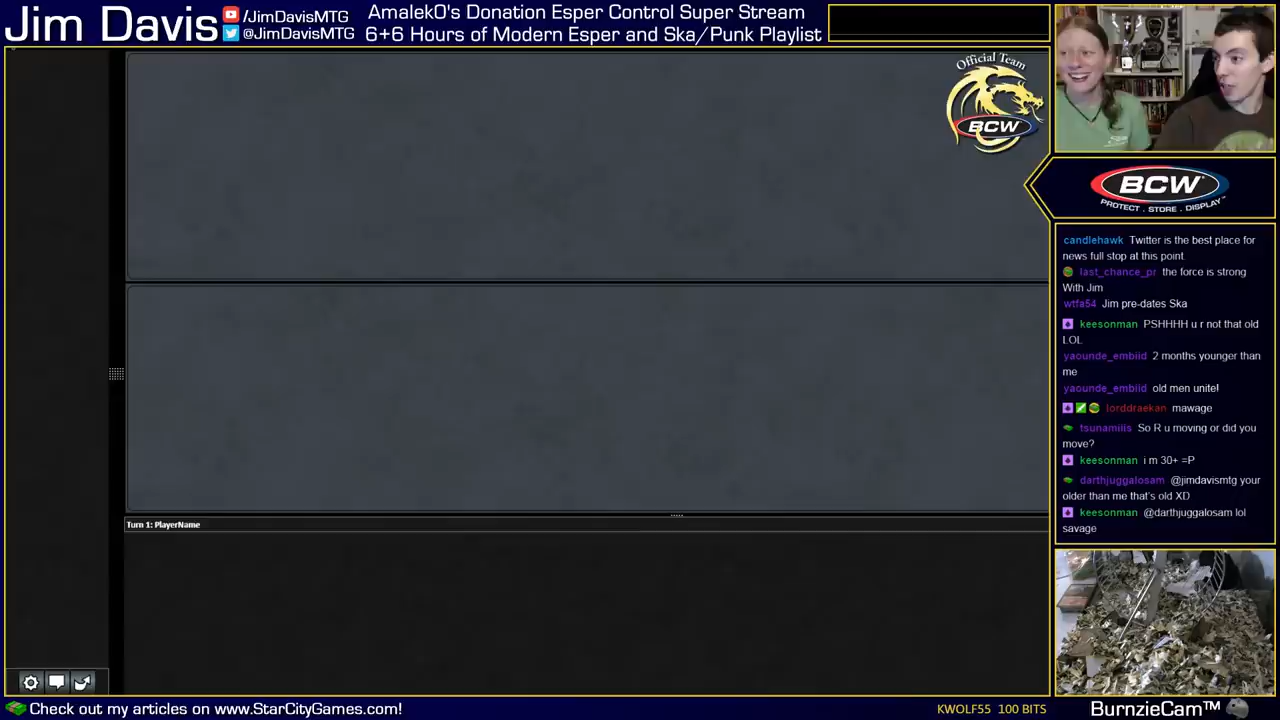 Jim Davis
/JimDavisMTG
@JimDavisMTG
AmalekO's Donation Esper Control Super Stream
6+6 Hours of Modern Esper and Ska/Punk Playlist
Official Team
BCW
BCW
PROTECT . STORE . DISPLAY
candlehawk Twitter is the best place for
news full stop at this point.
last_chance_pr the force is strong
With Jim
wtfa54 Jim pre-dates Ska
keesonman PSHHHH u r not that old
LOL
yaounde_embiid 2 months younger than
me
yaounde_embiid old men unite!
lorddraekan mawage
tsunamiiis So R u moving or did you
move?
keesonman i m 30+ =P
darthjuggalosam @jimdavismtg your
older than me that's old XD
keesonman @darthjuggalosam lol
savage
Turn 1: PlayerName
Check out my articles on www.StarCityGames.com!
KWOLF55 100 BITS
BurnzieCam™